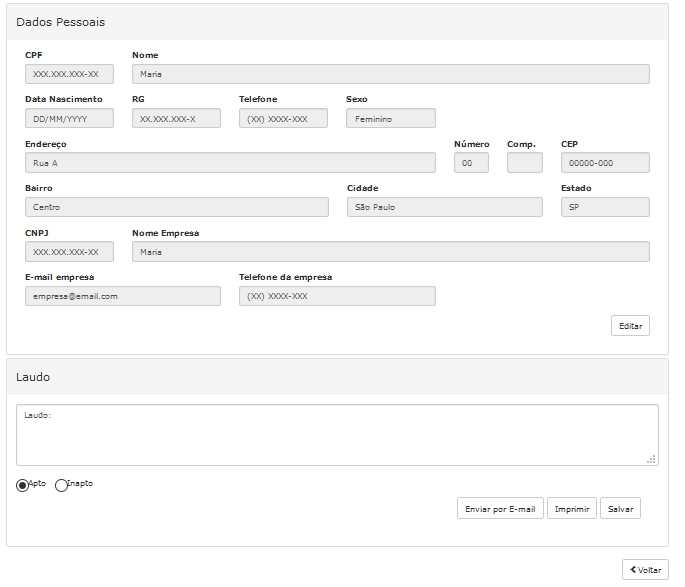 Dados Pessoais
CPF Nome
XXX.XXX.XXX-XX Maria
Data Nascimento RG Telefone Sexo
DD/MM/YYYY XX.XXX.XXX-X (XX) XXXX-XXX Feminino
Endereço Número Comp. CEP
Rua A 00 00000-000
Bairro Cidade Estado
Centro São Paulo SP
CNPJ Nome Empresa
XXX.XXX.XXX-XX Maria
E-mail empresa Telefone da empresa
empresa@email.com (XX) XXXX-XXX
Editar
Laudo
Laudo:
Apto Inapto
Enviar por E-mail Imprimir Salvar
Voltar